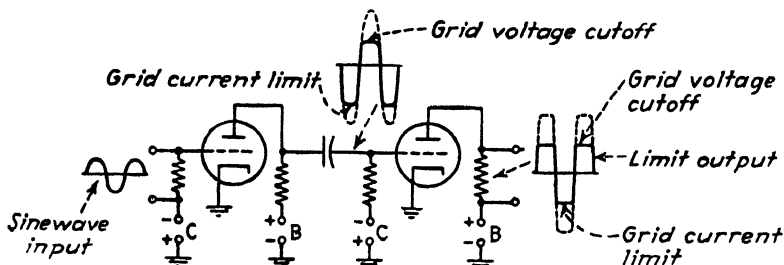 Grid voltage cutoff
Grid current limit
Grid voltage
cutoff
Limit output
Sinewave
input
- C +
+ B -
- C +
+ B -
Grid current
limit